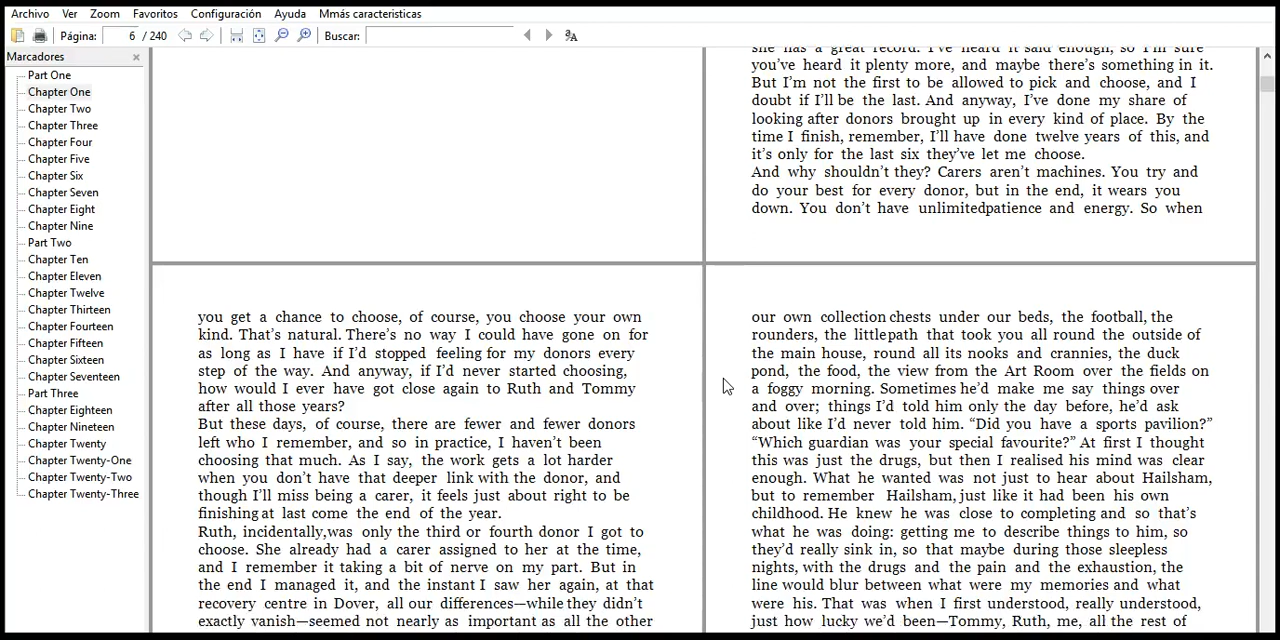 Archivo Ver Zoom Favoritos Configuración Ayuda Mmás caracteristicas
Página: 6 / 240 Buscar:
Marcadores
Part One
Chapter One
Chapter Two
Chapter Three
Chapter Four
Chapter Five
Chapter Six
Chapter Seven
Chapter Eight
Chapter Nine
Part Two
Chapter Ten
Chapter Eleven
Chapter Twelve
Chapter Thirteen
Chapter Fourteen
Chapter Fifteen
Chapter Sixteen
Chapter Seventeen
Part Three
Chapter Eighteen
Chapter Nineteen
Chapter Twenty
Chapter Twenty-One
Chapter Twenty-Two
Chapter Twenty-Three
she has a great record. I've heard it said enough, so I'm sure
you've heard it plenty more, and maybe there's something in it.
But I'm not the first to be allowed to pick and choose, and I
doubt if I'll be the last. And anyway, I've done my share of
looking after donors brought up in every kind of place. By the
time I finish, remember, I'll have done twelve years of this, and
it's only for the last six they've let me choose.
And why shouldn't they? Carers aren't machines. You try and
do your best for every donor, but in the end, it wears you
down. You don't have unlimitedpatience and energy. So when
you get a chance to choose, of course, you choose your own
kind. That's natural. There's no way I could have gone on for
as long as I have if I'd stopped feeling for my donors every
step of the way. And anyway, if I'd never started choosing,
how would I ever have got close again to Ruth and Tommy
after all those years?
But these days, of course, there are fewer and fewer donors
left who I remember, and so in practice, I haven't been
choosing that much. As I say, the work gets a lot harder
when you don't have that deeper link with the donor, and
though I'll miss being a carer, it feels just about right to be
finishing at last come the end of the year.
Ruth, incidentally,was only the third or fourth donor I got to
choose. She already had a carer assigned to her at the time,
and I remember it taking a bit of nerve on my part. But in
the end I managed it, and the instant I saw her again, at that
recovery centre in Dover, all our differences—while they didn't
exactly vanish—seemed not nearly as important as all the other
our own collection chests under our beds, the football, the
rounders, the littlepath that took you all round the outside of
the main house, round all its nooks and crannies, the duck
pond, the food, the view from the Art Room over the fields on
a foggy morning. Sometimes he'd make me say things over
and over; things I'd told him only the day before, he'd ask
about like I'd never told him. “Did you have a sports pavilion?”
“Which guardian was your special favourite?” At first I thought
this was just the drugs, but then I realised his mind was clear
enough. What he wanted was not just to hear about Hailsham,
but to remember Hailsham, just like it had been his own
childhood. He knew he was close to completing and so that's
what he was doing: getting me to describe things to him, so
they'd really sink in, so that maybe during those sleepless
nights, with the drugs and the pain and the exhaustion, the
line would blur between what were my memories and what
were his. That was when I first understood, really understood,
just how lucky we'd been—Tommy, Ruth, me, all the rest of